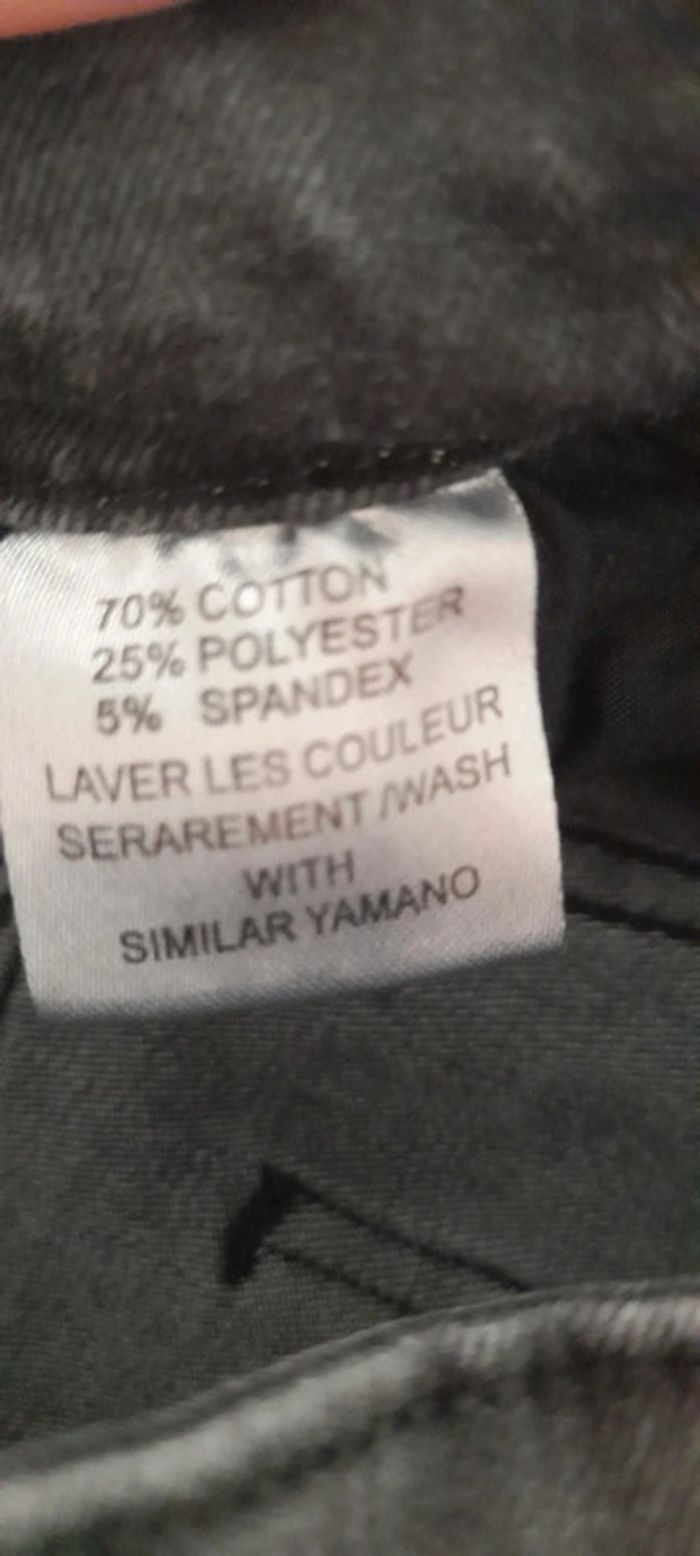 70% COTTON
25% POLYESTER
5% SPANDEX
LAVER LES COULEUR
SERAREMENT /WASH
WITH
SIMILAR YAMANO